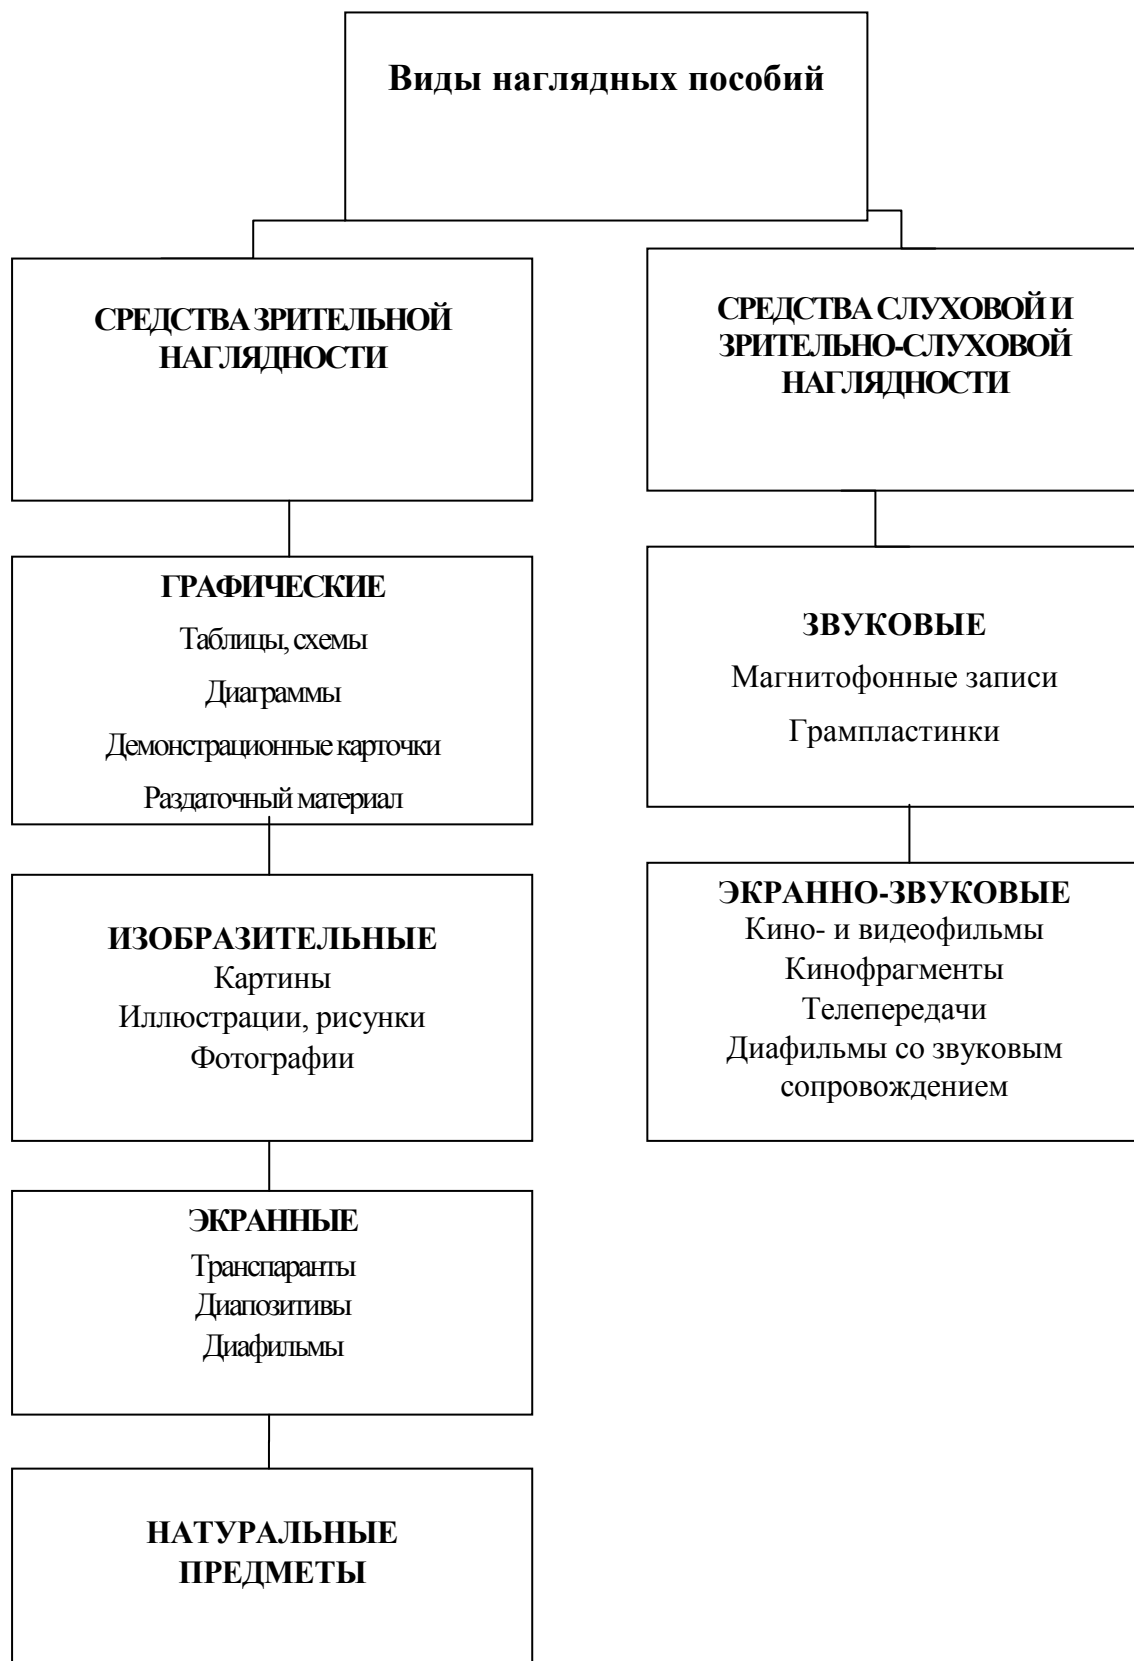 Виды наглядных пособий
СРЕДСТВА ЗРИТЕЛЬНОЙ
НАГЛЯДНОСТИ
ГРАФИЧЕСКИЕ
Таблицы, схемы
Диаграммы
Демонстрационные карточки
Раздаточный материал
ИЗОБРАЗИТЕЛЬНЫЕ
Картины
Иллюстрации, рисунки
Фотографии
ЭКРАННЫЕ
Транспаранты
Диапозитивы
Диафильмы
НАТУРАЛЬНЫЕ
ПРЕДМЕТЫ
СРЕДСТВА СЛУХОВОЙ И
ЗРИТЕЛЬНО-СЛУХОВОЙ
НАГЛЯДНОСТИ
ЗВУКОВЫЕ
Магнитофонные записи
Грампластинки
ЭКРАННО-ЗВУКОВЫЕ
Кино- и видеофильмы
Кинофрагменты
Телепередачи
Диафильмы со звуковым
сопровождением